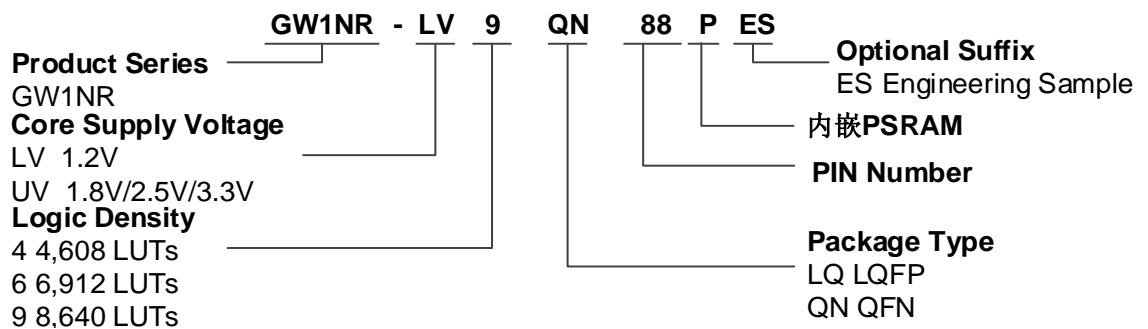 GW1NR - LV 9 QN 88 P ES
Product Series
GW1NR
Core Supply Voltage
LV 1.2V
UV 1.8V/2.5V/3.3V
Logic Density
4 4,608 LUTs
6 6,912 LUTs
9 8,640 LUTs
Optional Suffix
ES Engineering Sample
内嵌PSRAM
PIN Number
Package Type
LQ LQFP
QN QFN